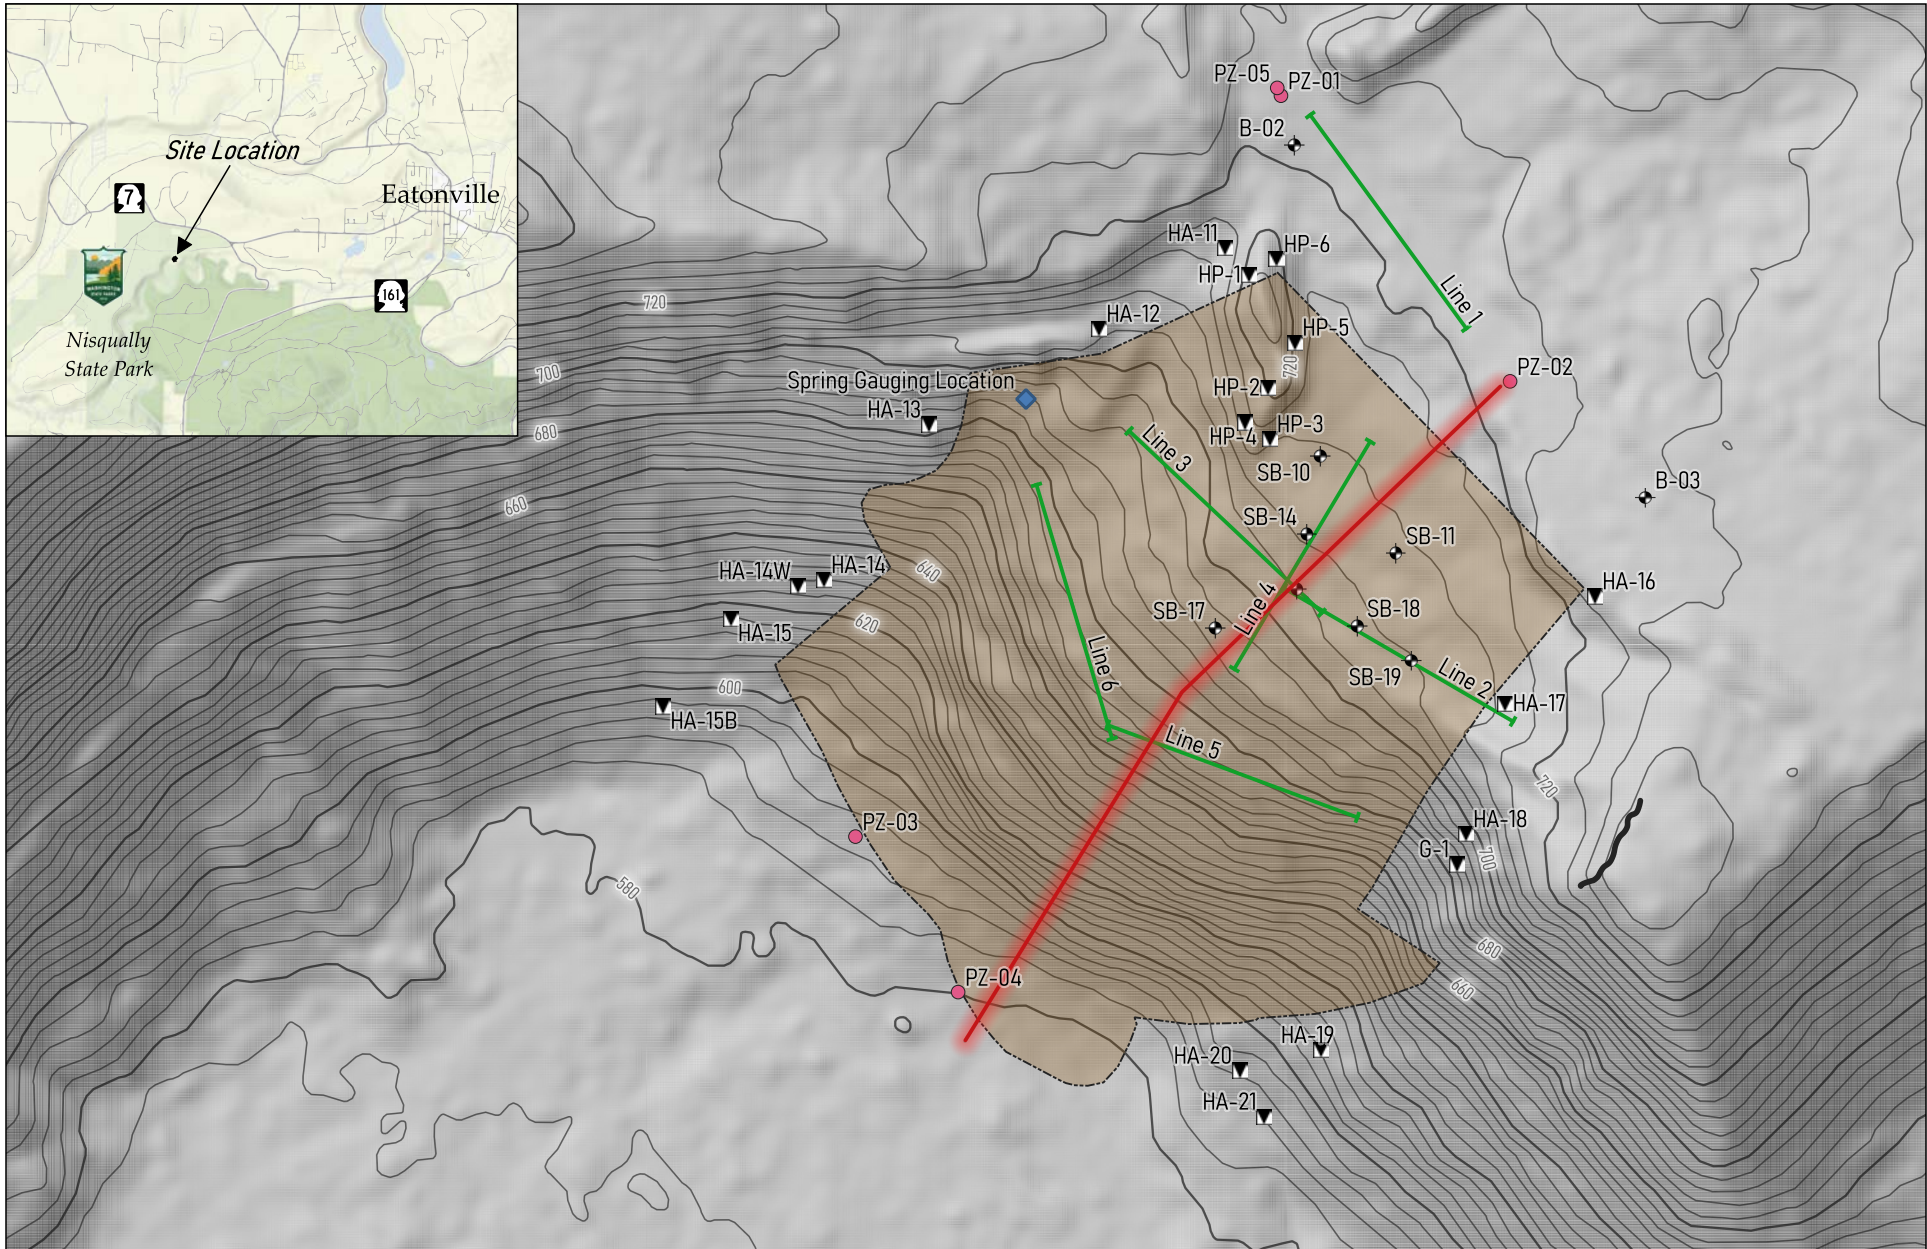 Site Location
7
Eatonville
161
WASHINGTON
STATE PARKS
Nisqually
State Park
PZ-05
PZ-01
B-02
HA-11
HP-6
HP-1
Line 1
720
HA-12
HP-5
720
700
PZ-02
Spring Gauging Location
HP-2
HA-13
680
HP-4
HP-3
Line 3
SB-10
B-03
660
SB-14
SB-11
HA-14W
HA-14
640
HA-16
Line 4
SB-17
SB-18
HA-15
620
Line 6
SB-19
Line 2
600
HA-17
HA-15B
Line 5
720
PZ-03
HA-18
G-1
700
580
680
PZ-04
660
HA-19
HA-20
HA-21